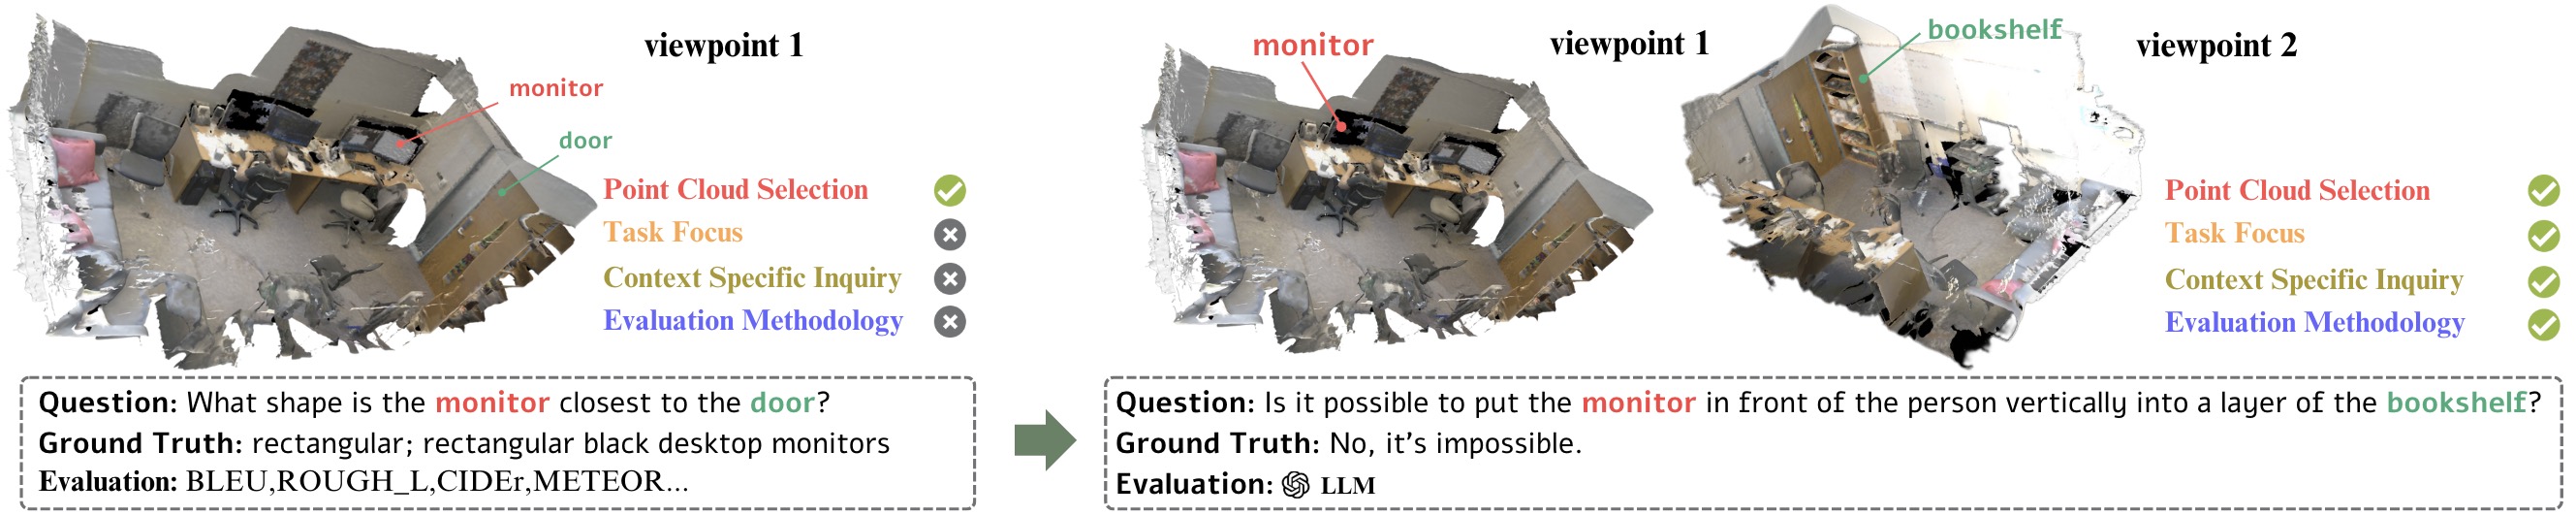 viewpoint 1
monitor
door
Point Cloud Selection
Task Focus
Context Specific Inquiry
Evaluation Methodology
Question: What shape is the monitor closest to the door?
Ground Truth: rectangular; rectangular black desktop monitors
Evaluation: BLEU,ROUGH_L,CIDEr,METEOR...
monitor
viewpoint 1
bookshelf
viewpoint 2
Point Cloud Selection
Task Focus
Context Specific Inquiry
Evaluation Methodology
Question: Is it possible to put the monitor in front of the person vertically into a layer of the bookshelf?
Ground Truth: No, it's impossible.
Evaluation: LLM